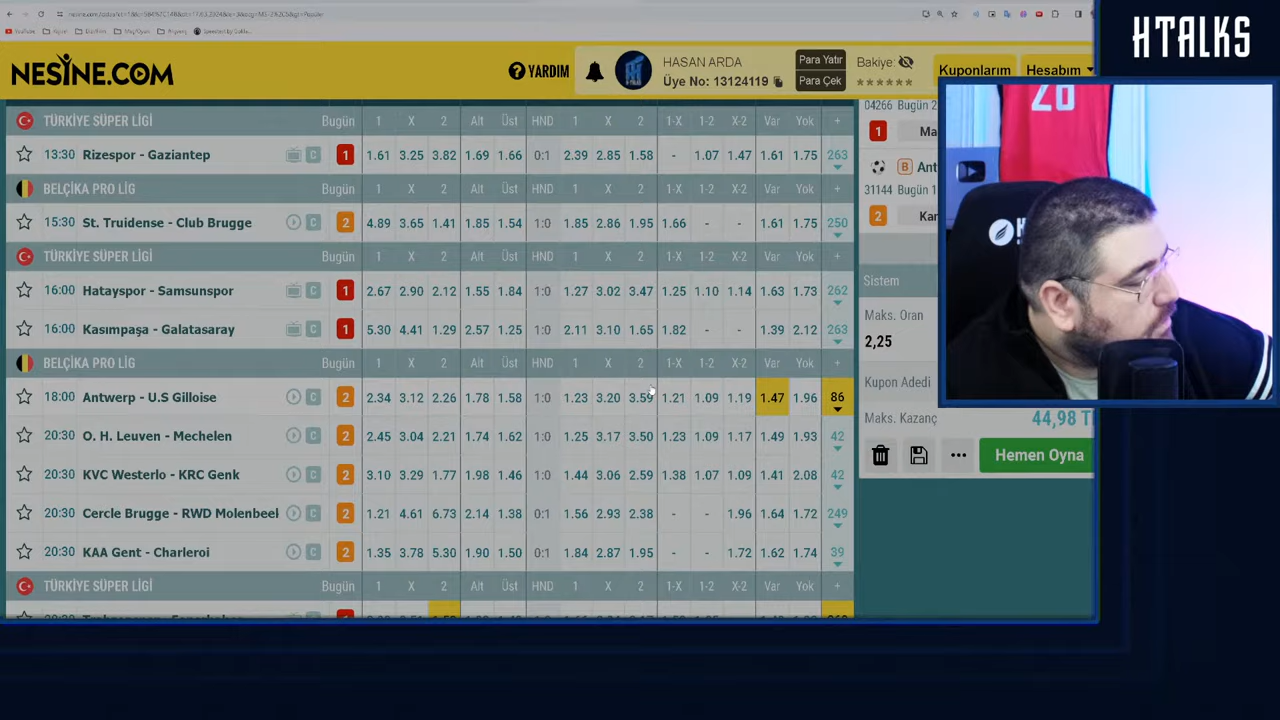 YouTube
HTALKS
NESİNE.COM
? YARDIM
HASAN ARDA
Üye No: 13124119
Para Yatır
Para Çek
Bakiye:
******
Kuponlarım
Hesabım
TÜRKİYE SÜPER LİGİ Bugün 1 X 2 Alt Üst HND 1 X 2 1-X 1-2 X-2 Var Yok +
13:30 Rizespor - Gaziantep C 1 1.61 3.25 3.82 1.69 1.66 0:1 2.39 2.85 1.58 - 1.07 1.47 1.61 1.75 263
BELÇİKA PRO LİG Bugün 1 X 2 Alt Üst HND 1 X 2 1-X 1-2 X-2 Var Yok +
15:30 St. Truidense - Club Brugge C 2 4.89 3.65 1.41 1.85 1.54 1:0 1.85 2.86 1.95 1.66 - - 1.61 1.75 250
TÜRKİYE SÜPER LİGİ Bugün 1 X 2 Alt Üst HND 1 X 2 1-X 1-2 X-2 Var Yok +
16:00 Hatayspor - Samsunspor C 1 2.67 2.90 2.12 1.55 1.84 1:0 1.27 3.02 3.47 1.25 1.10 1.14 1.63 1.73 262
16:00 Kasımpaşa - Galatasaray C 1 5.30 4.41 1.29 2.57 1.25 1:0 2.11 3.10 1.65 1.82 - - 1.39 2.12 263
BELÇİKA PRO LİG Bugün 1 X 2 Alt Üst HND 1 X 2 1-X 1-2 X-2 Var Yok +
18:00 Antwerp - U.S Gilloise C 2 2.34 3.12 2.26 1.78 1.58 1:0 1.23 3.20 3.59 1.21 1.09 1.19 1.47 1.96 86
20:30 O. H. Leuven - Mechelen C 2 2.45 3.04 2.21 1.74 1.62 1:0 1.25 3.17 3.50 1.23 1.09 1.17 1.49 1.93 42
20:30 KVC Westerlo - KRC Genk C 2 3.10 3.29 1.77 1.98 1.46 1:0 1.44 3.06 2.59 1.38 1.07 1.09 1.41 2.08 42
20:30 Cercle Brugge - RWD Molenbeel C 2 1.21 4.61 6.73 2.14 1.38 0:1 1.56 2.93 2.38 - - 1.96 1.64 1.72 249
20:30 KAA Gent - Charleroi C 2 1.35 3.78 5.30 1.90 1.50 0:1 1.84 2.87 1.95 - - 1.72 1.62 1.74 39
TÜRKİYE SÜPER LİGİ Bugün 1 X 2 Alt Üst HND 1 X 2 1-X 1-2 X-2 Var Yok +
04266 Bugün 2
1 Ma
B Ant
31144 Bugün 1
2 Kar
Sistem
Maks. Oran
2,25
Kupon Adedi
Maks. Kazanç
44,98
Hemen Oyna
28